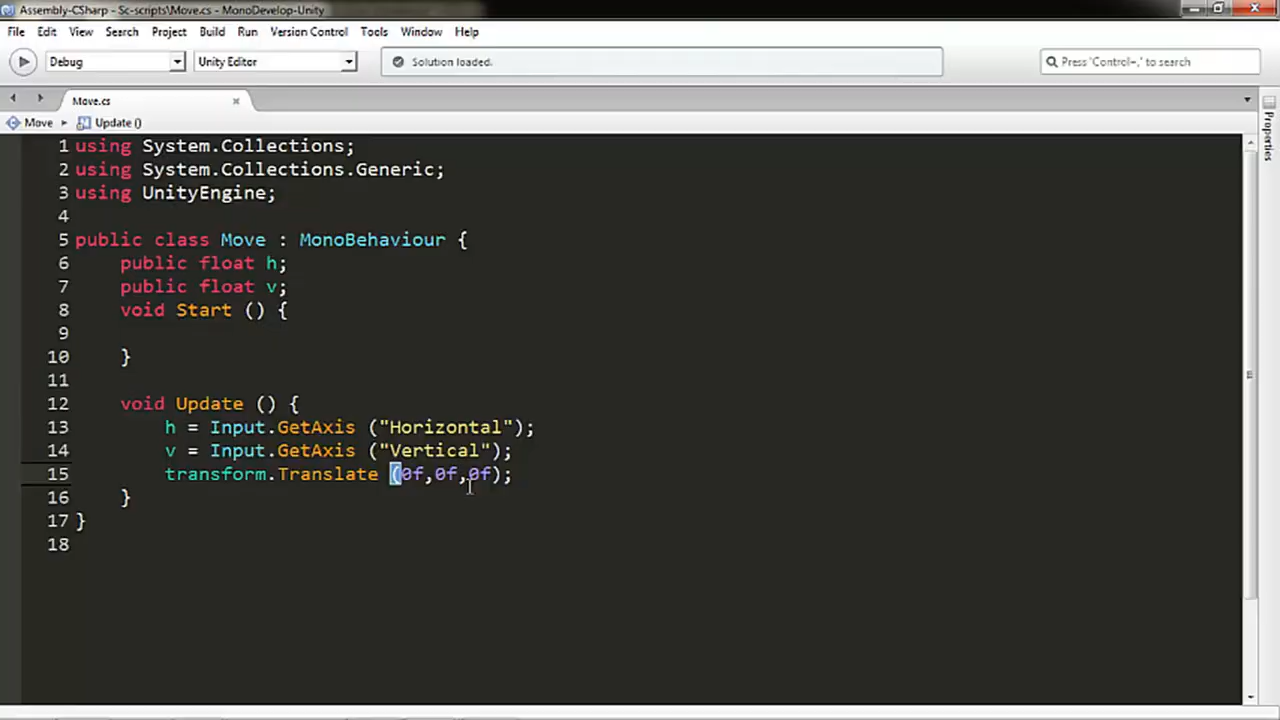 Assembly-CSharp - Sc-scripts\Move.cs - MonoDevelop-Unity
File Edit View Search Project Build Run Version Control Tools Window Help
Debug Unity Editor Solution loaded. Press 'Control+,' to search
Move.cs
Move Update ()
Properties
1 using System.Collections;
2 using System.Collections.Generic;
3 using UnityEngine;
4
5 public class Move : MonoBehaviour {
6 public float h;
7 public float v;
8 void Start () {
9
10 }
11
12 void Update () {
13 h = Input.GetAxis ("Horizontal");
14 v = Input.GetAxis ("Vertical");
15 transform.Translate (0f,0f,0f);
16 }
17 }
18